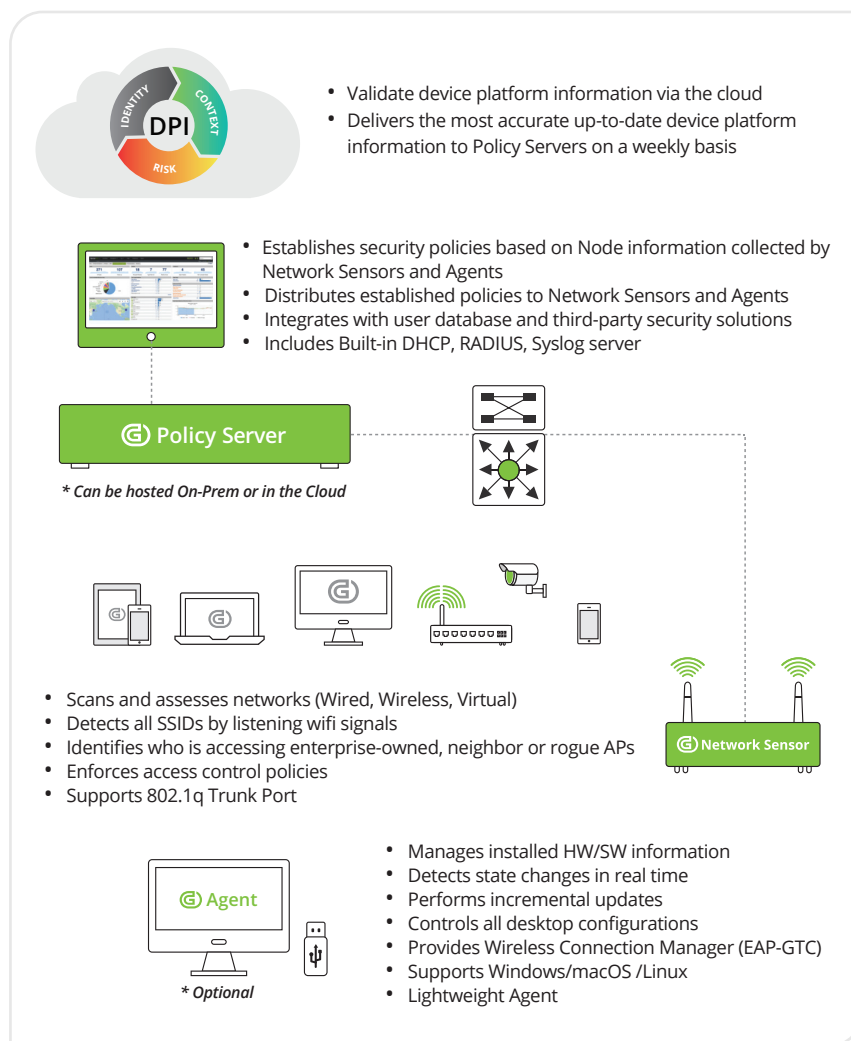 IDENTITY
CONTEXT
DPI
RISK
• Validate device platform information via the cloud
• Delivers the most accurate up-to-date device platform
information to Policy Servers on a weekly basis
• Establishes security policies based on Node information collected by
Network Sensors and Agents
• Distributes established policies to Network Sensors and Agents
• Integrates with user database and third-party security solutions
• Includes Built-in DHCP, RADIUS, Syslog server
Policy Server
* Can be hosted On-Prem or in the Cloud
• Scans and assesses networks (Wired, Wireless, Virtual)
• Detects all SSIDs by listening wifi signals
• Identifies who is accessing enterprise-owned, neighbor or rogue APs
• Enforces access control policies
• Supports 802.1q Trunk Port
Network Sensor
Agent
* Optional
• Manages installed HW/SW information
• Detects state changes in real time
• Performs incremental updates
• Controls all desktop configurations
• Provides Wireless Connection Manager (EAP-GTC)
• Supports Windows/macOS /Linux
• Lightweight Agent